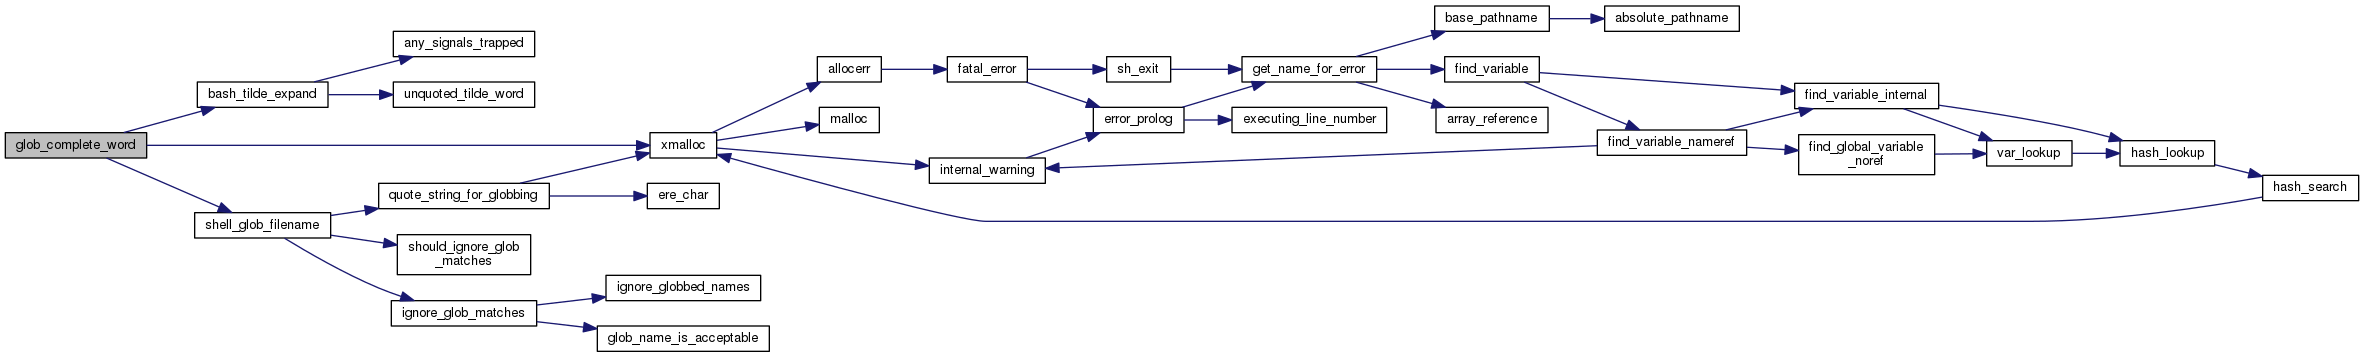 glob_complete_word
bash_tilde_expand
any_signals_trapped
unquoted_tilde_word
shell_glob_filename
quote_string_for_globbing
should_ignore_glob
_matches
ignore_glob_matches
ignore_globbed_names
glob_name_is_acceptable
xmalloc
ere_char
allocerr
malloc
internal_warning
fatal_error
sh_exit
error_prolog
get_name_for_error
executing_line_number
base_pathname
absolute_pathname
find_variable
array_reference
find_variable_nameref
find_variable_internal
find_global_variable
_noref
var_lookup
hash_lookup
hash_search